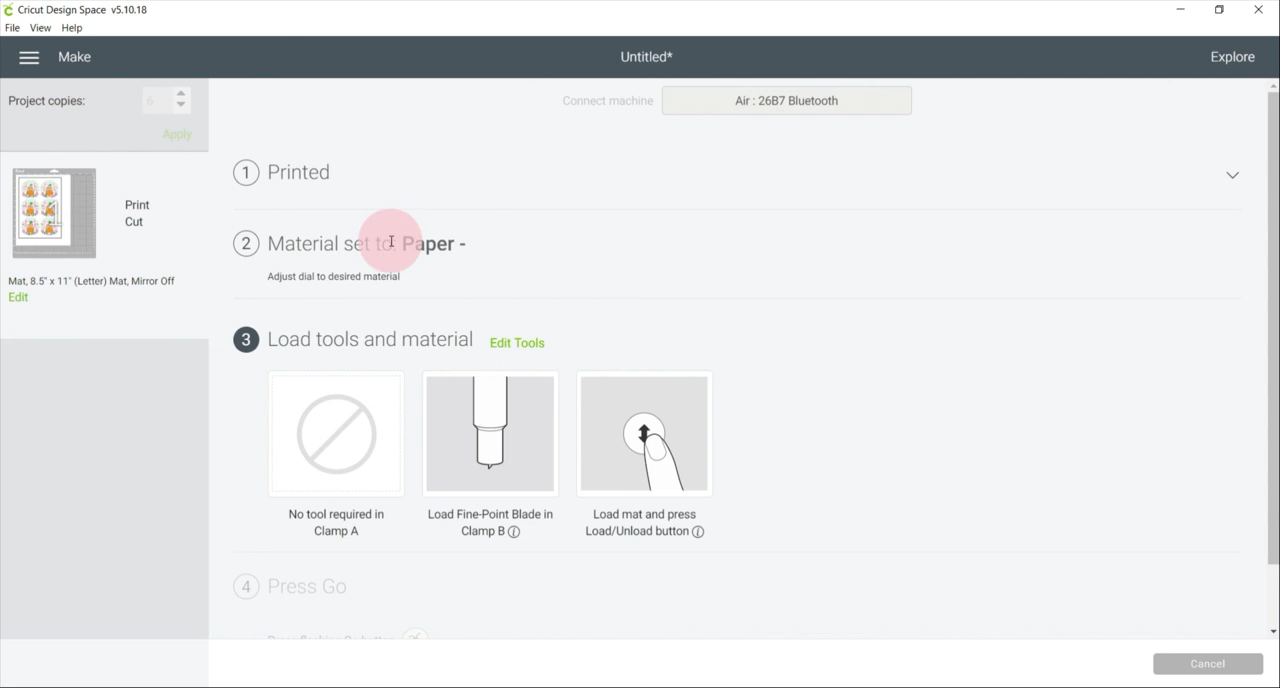 Cricut Design Space v5.10.18
File View Help
Make
Untitled*
Explore
Project copies:
6
Apply
Connect machine
Air : 26B7 Bluetooth
Print
Cut
Mat, 8.5" x 11" (Letter) Mat, Mirror Off
Edit
1 Printed
2 Material set to: Paper -
Adjust dial to desired material
3 Load tools and material Edit Tools
No tool required in
Clamp A
Load Fine-Point Blade in
Clamp B
Load mat and press
Load/Unload button
4 Press Go
Cancel